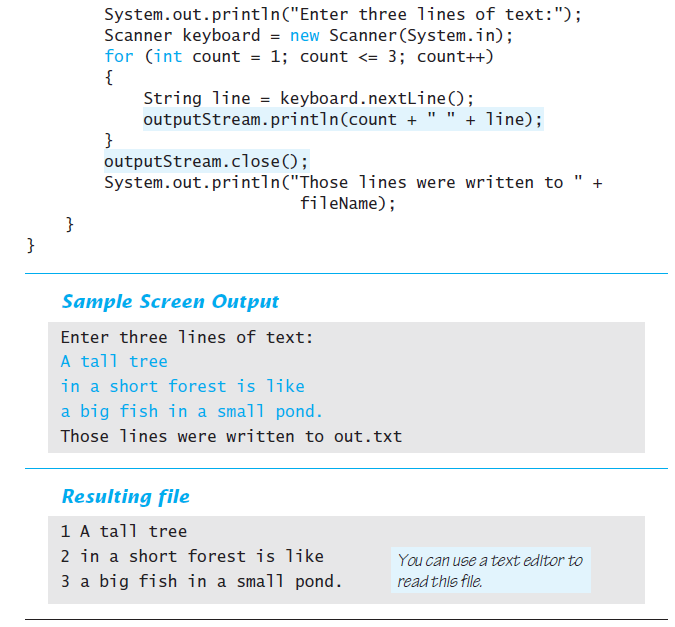 System.out.println("Enter three lines of text:");
Scanner keyboard = new Scanner(System.in);
for (int count = 1; count <= 3; count++)
{
String line = keyboard.nextLine();
outputStream.println(count + " " + line);
}
outputStream.close();
System.out.println("Those lines were written to " +
fileName);
}
}
Sample Screen Output
Enter three lines of text:
A tall tree
in a short forest is like
a big fish in a small pond.
Those lines were written to out.txt
Resulting file
1 A tall tree
2 in a short forest is like
3 a big fish in a small pond.
You can use a text editor to
read this file.